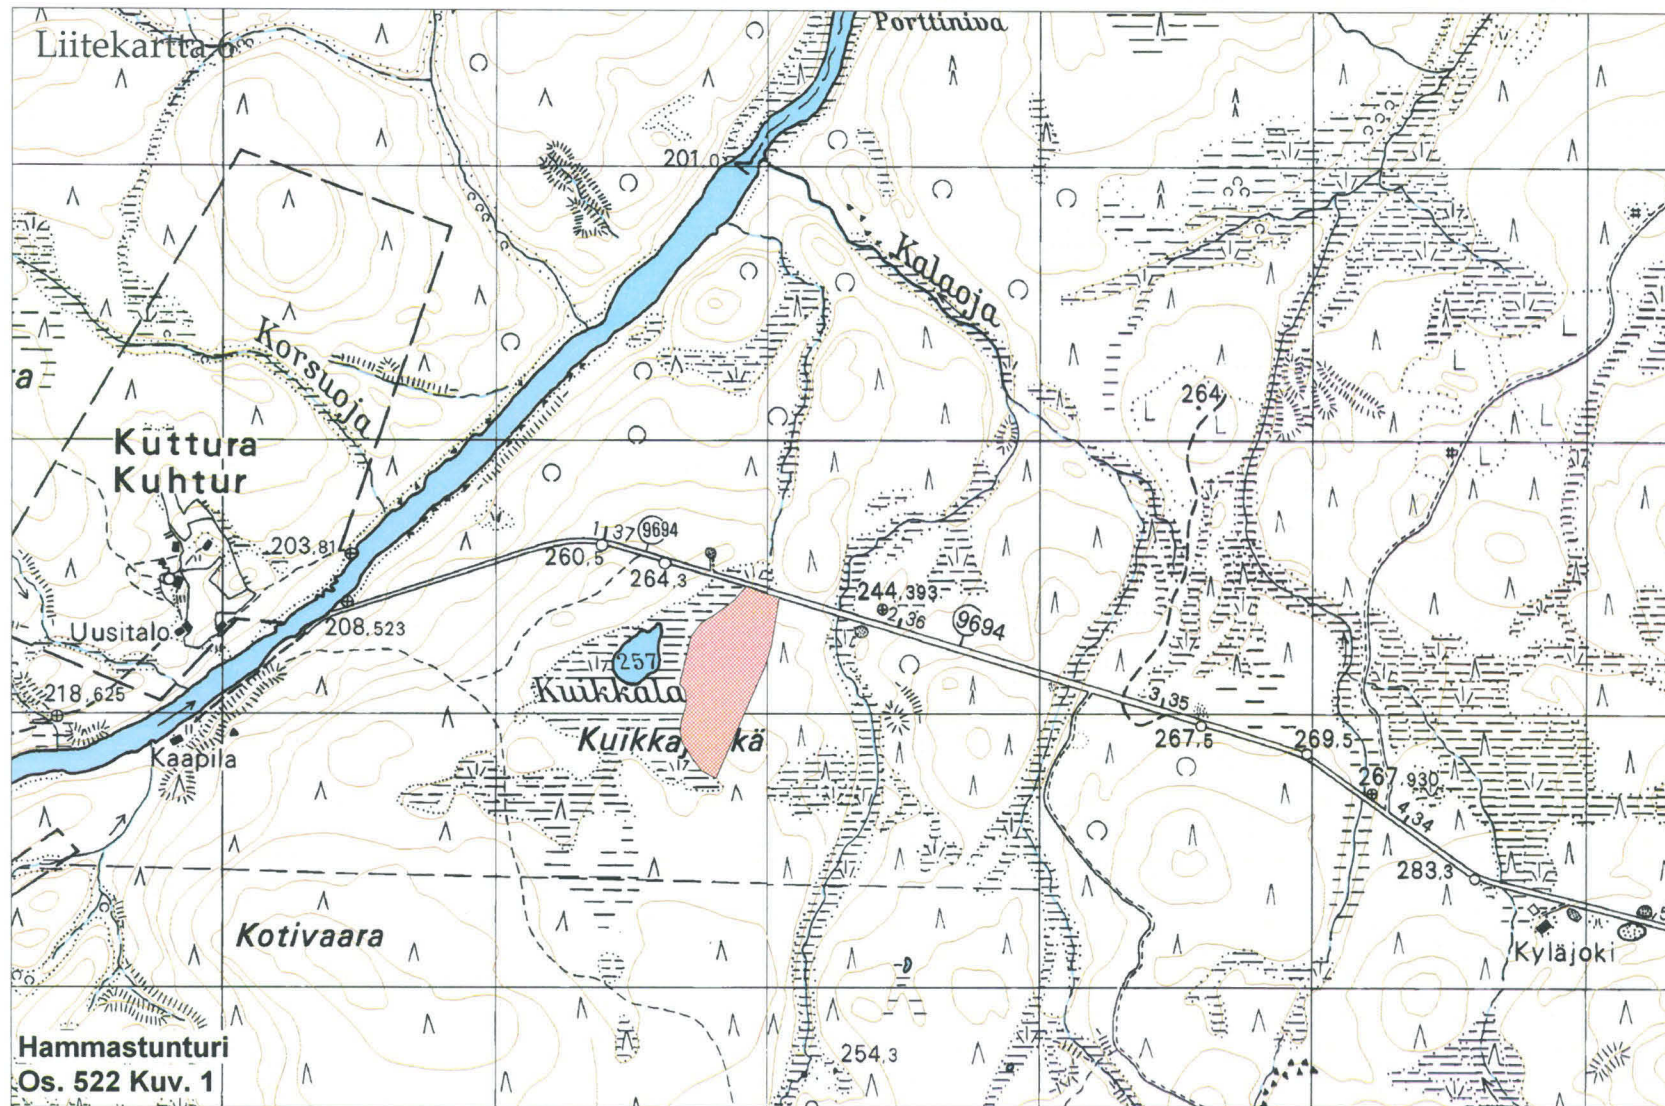 Liitekartta 6
Porttiniva
201,0
Kalaoja
Korsuoja
264
Kuttura
Kuhtur
203,81
1,37
9694
260,5
264,3
244,393
2,36
9694
Uusitalo
208,523
257
Kuikkala
218,625
3,35
Kaapila
267,6
269,5
267,930
4,34
283,3
5
Kotivaara
Kyläjoki
Hammastunturi
Os. 522 Kuv. 1
254,3